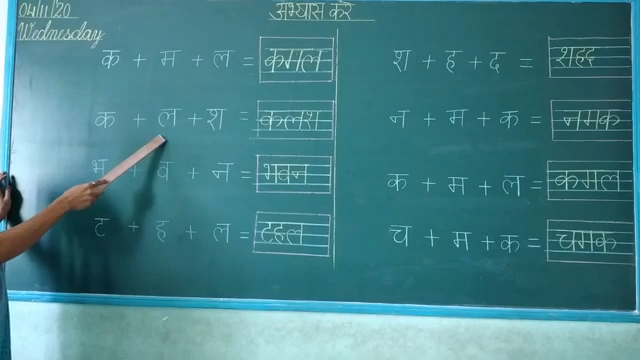 04/11/20
Wednesday
अभ्यास करे
क + म + ल = कमल
क + ल + श = कलश
भ + व + न = भवन
ट + ह + ल = टहल
श + ह + द = शहद
न + म + क = नमक
क + म + ल = कमल
च + म + क = चमक